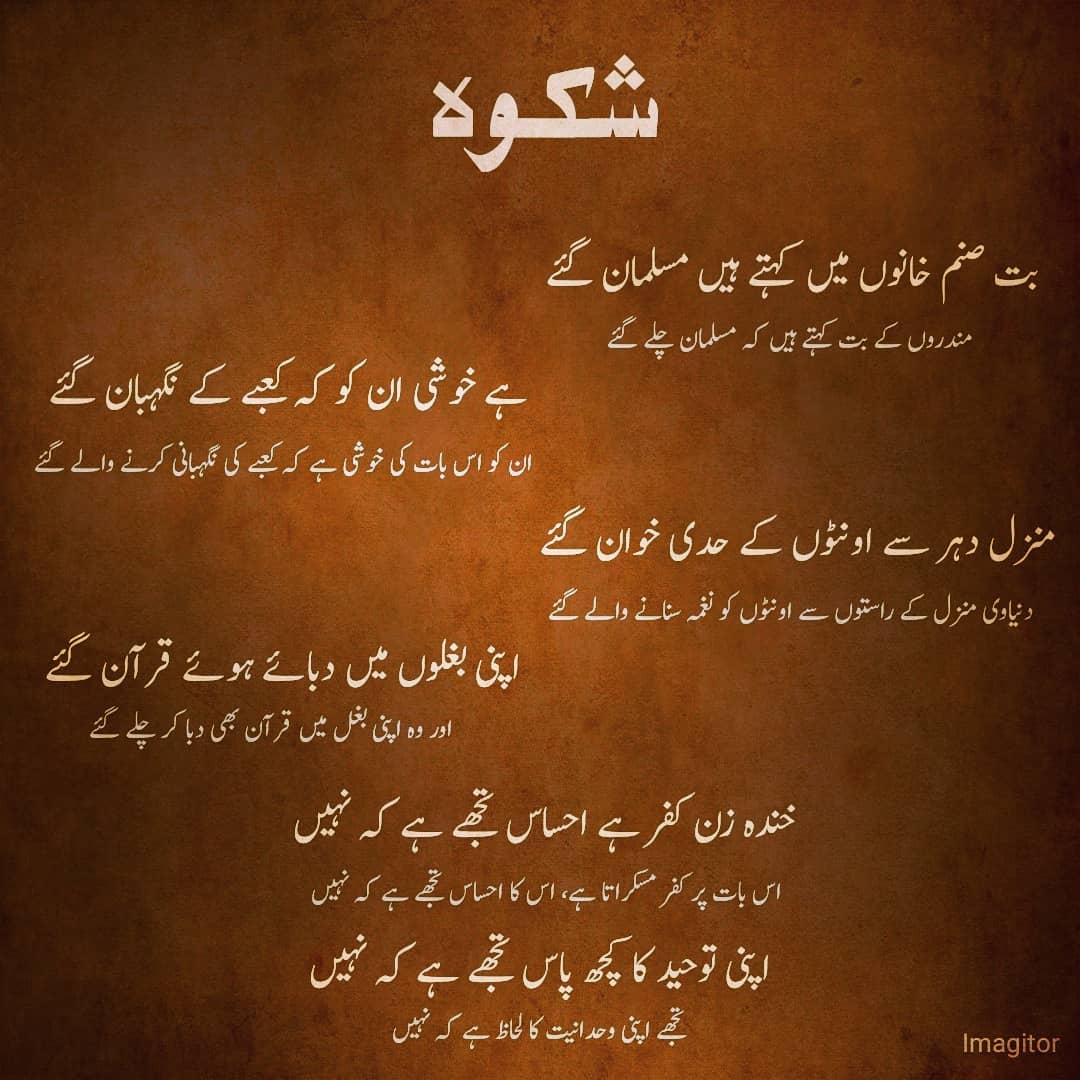 شکوہ
بت صنم خانوں میں کہتے ہیں مسلمان گئے
مندروں کے بت کہتے ہیں کہ مسلمان چلے گئے
ہے خوشی ان کو کہ کعبے کے نگہبان گئے
ان کو اس بات کی خوشی ہے کہ کعبے کی نگہبانی کرنے والے گئے
منزل دہر سے اونٹوں کے حدی خوان گئے
دنیاوی منزل کے راستوں سے اونٹوں کو نغمہ سنانے والے گئے
اپنی بغلوں میں دبائے ہوئے قرآن گئے
اور وہ اپنی بغل میں قرآن بھی دبا کر چلے گئے
خندہ زن کفر ہے احساس تجھے ہے کہ نہیں
اس بات پر کفر مسکراتا ہے، اس کا احساس تجھے ہے کہ نہیں
اپنی توحید کا کچھ پاس تجھے ہے کہ نہیں
تجھے اپنی وحدانیت کا لحاظ ہے کہ نہیں
Imagitor